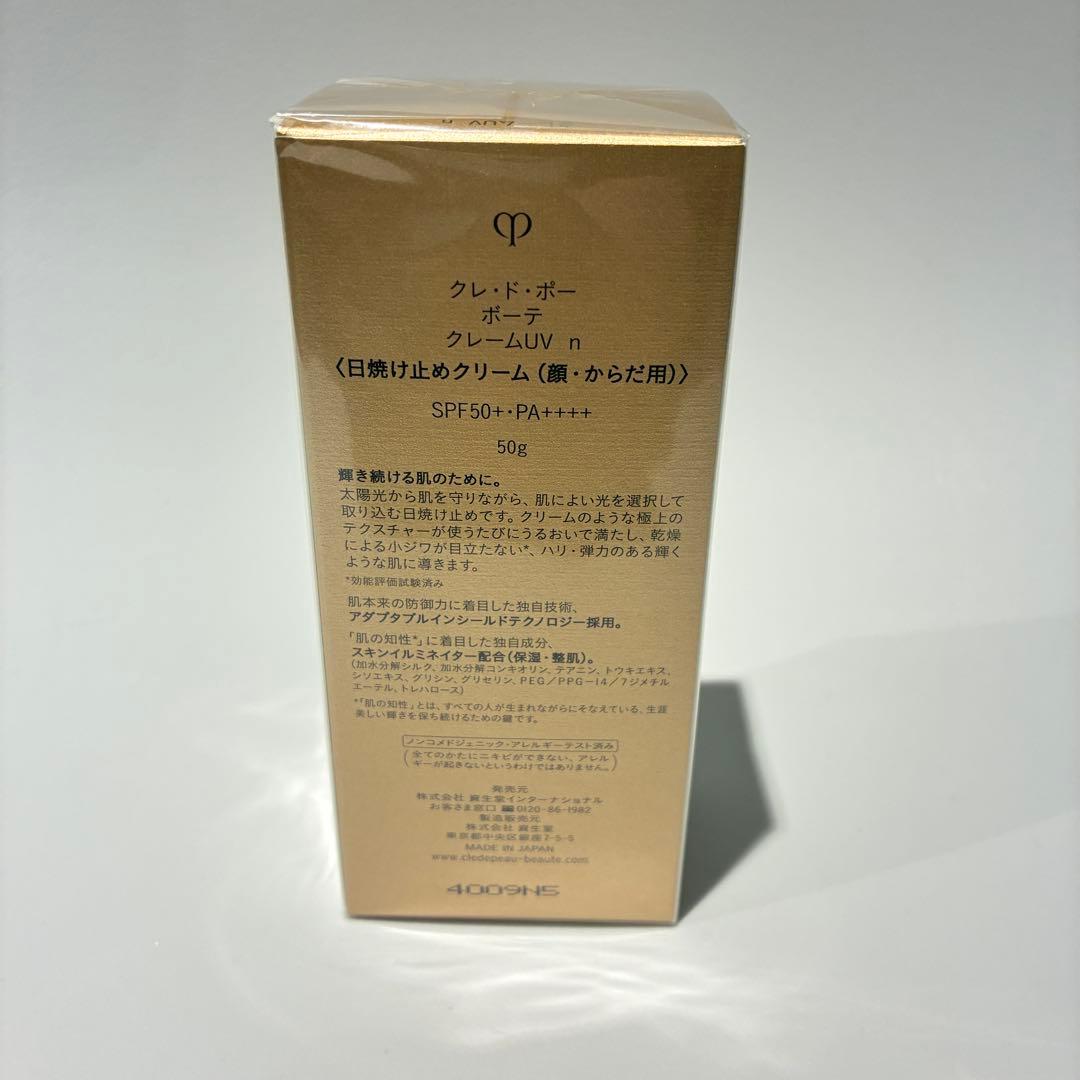 クレ・ド・ポー
ボーテ
クレームUV n
〈日焼け止めクリーム（顔・からだ用）〉
SPF50+・PA++++
50g
輝き続ける肌のために。
太陽光から肌を守りながら、肌によい光を選択して
取り込む日焼け止めです。クリームのような極上の
テクスチャーが使うたびにうるおいで満たし、乾燥
による小ジワが目立たない*、ハリ・弾力のある輝く
ような肌に導きます。
*効能評価試験済み
肌本来の防御力に着目した独自技術、
アダプタブルインシールドテクノロジー採用。
「肌の知性*」に着目した独自成分、
スキンイルミネイター配合（保湿・整肌）。
（加水分解シルク、加水分解コンキオリン、テアニン、トウキエキス、
シソエキス、グリシン、グリセリン、PEG／PPG－14／7ジメチル
エーテル、トレハロース）
*「肌の知性」とは、すべての人が生まれながらにそなえている、生涯
美しい輝きを保ち続けるための鍵です。
ノンコメドジェニック・アレルギーテスト済み
（全てのかたにニキビができない、アレル
ギーが起きないというわけではありません。）
発売元
株式会社 資生堂インターナショナル
お客さま窓口 0120-86-1982
製造販売元
株式会社 資生堂
東京都中央区銀座7-5-5
MADE IN JAPAN
www.cledepeau-beaute.com
4009N5